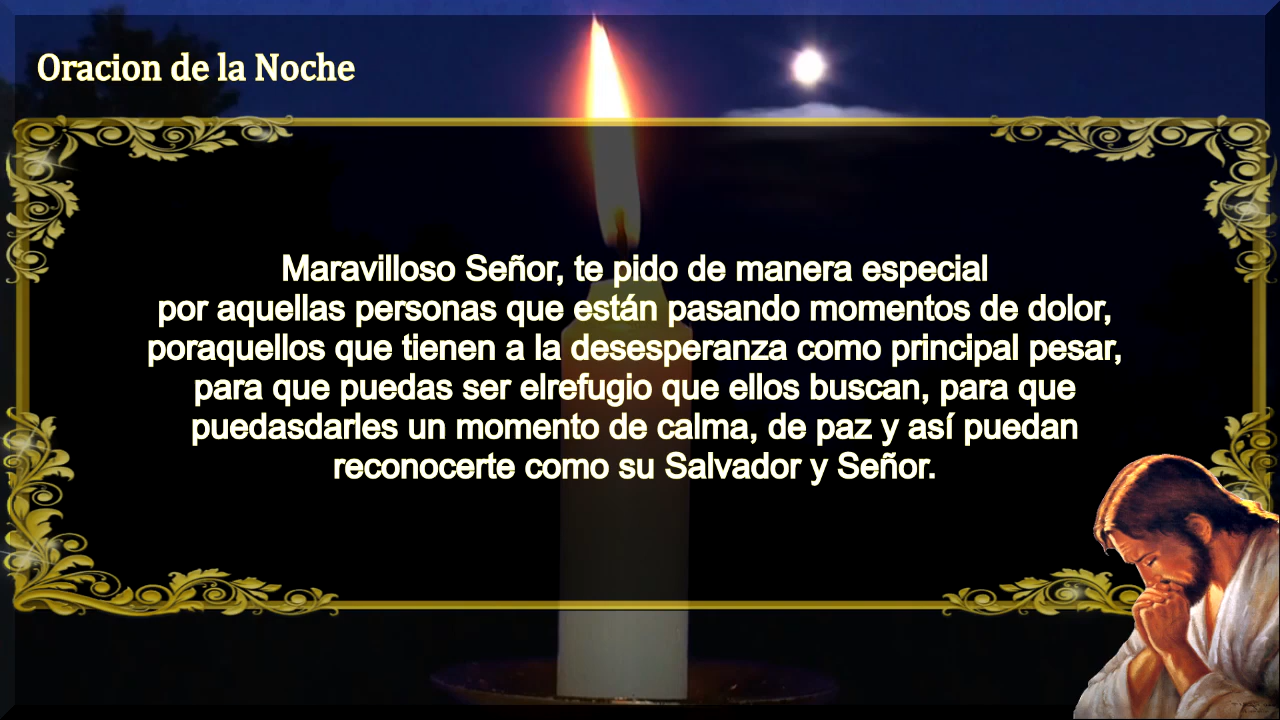 Oracion de la Noche
Maravilloso Señor, te pido de manera especial
por aquellas personas que están pasando momentos de dolor,
poraquellos que tienen a la desesperanza como principal pesar,
para que puedas ser elrefugio que ellos buscan, para que
puedasdarles un momento de calma, de paz y así puedan
reconocerte como su Salvador y Señor.